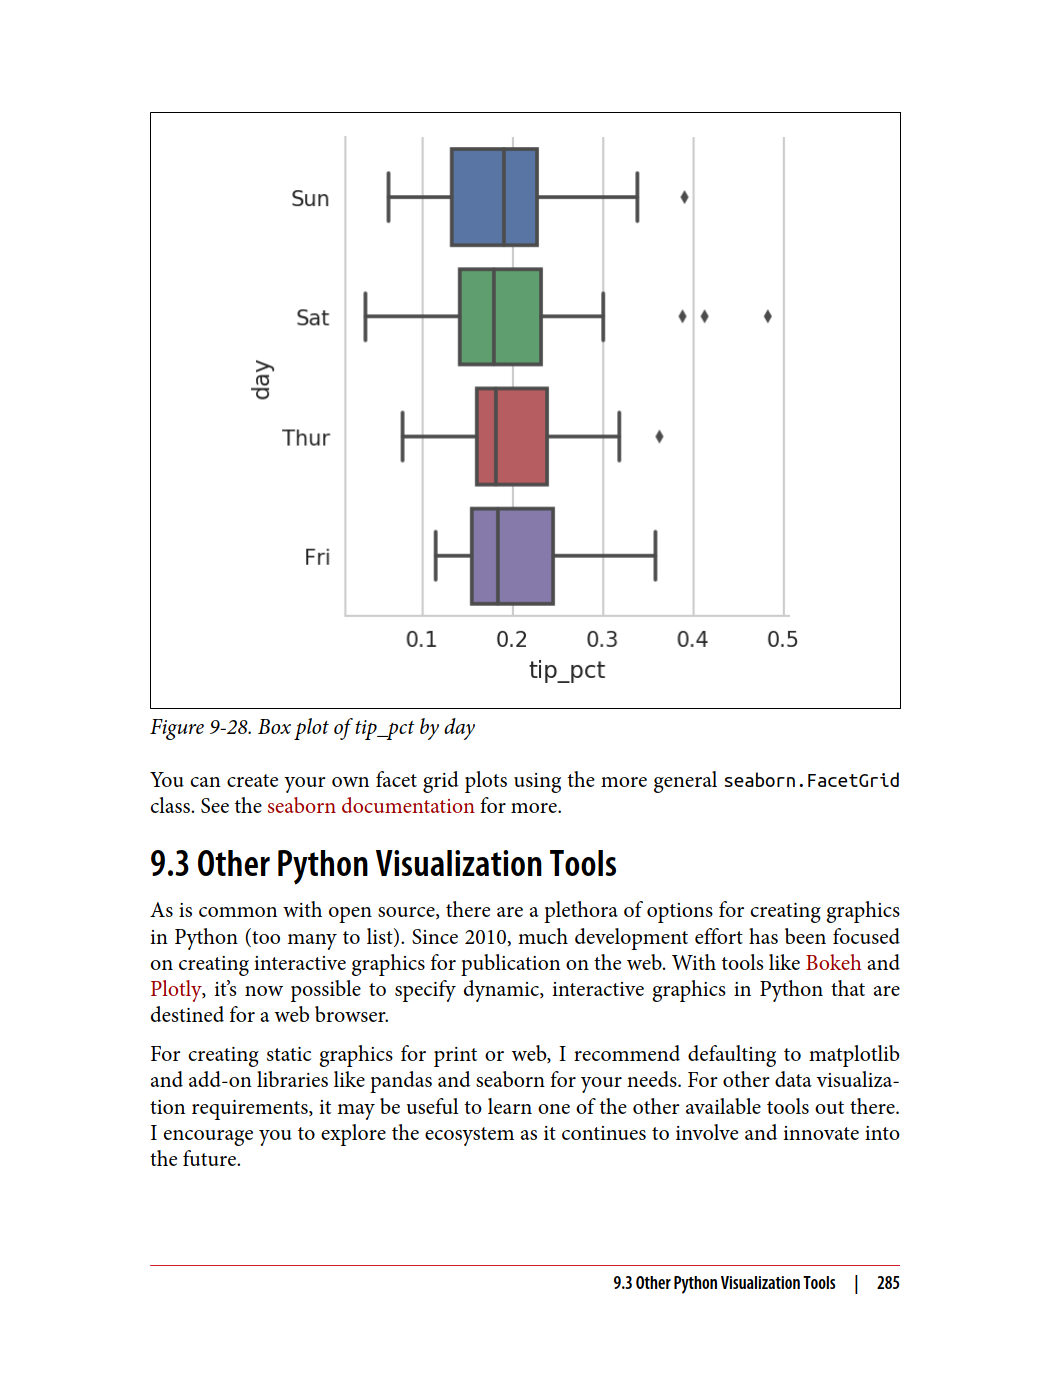 Sun
Sat
Thur
Fri
day
0.1 0.2 0.3 0.4 0.5
tip_pct
Figure 9-28. Box plot of tip_pct by day
You can create your own facet grid plots using the more general seaborn.FacetGrid
class. See the seaborn documentation for more.
9.3 Other Python Visualization Tools
As is common with open source, there are a plethora of options for creating graphics
in Python (too many to list). Since 2010, much development effort has been focused
on creating interactive graphics for publication on the web. With tools like Bokeh and
Plotly, it’s now possible to specify dynamic, interactive graphics in Python that are
destined for a web browser.
For creating static graphics for print or web, I recommend defaulting to matplotlib
and add-on libraries like pandas and seaborn for your needs. For other data visualiza-
tion requirements, it may be useful to learn one of the other available tools out there.
I encourage you to explore the ecosystem as it continues to involve and innovate into
the future.
9.3 Other Python Visualization Tools | 285